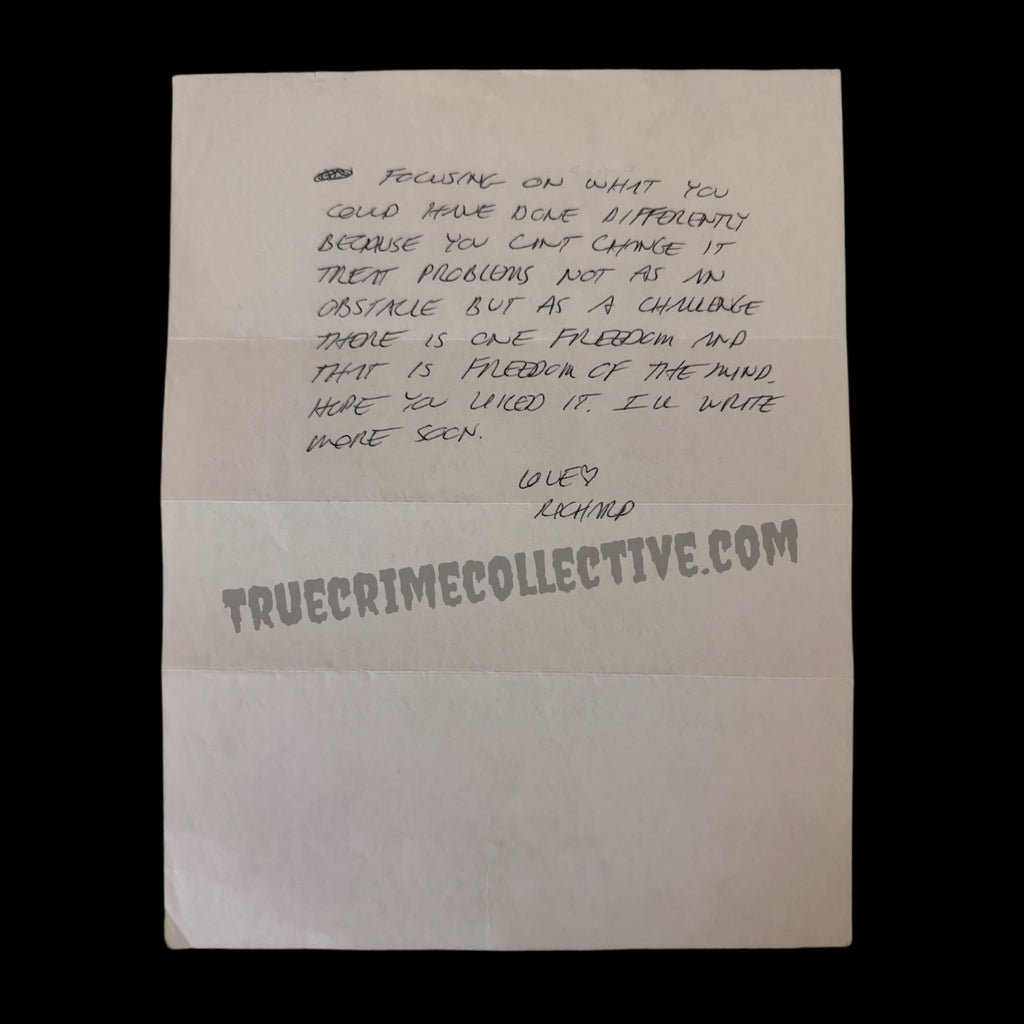 FOCUSING ON WHAT YOU
COULD HAVE DONE DIFFERENTLY
BECAUSE YOU CANT CHANGE IT
TREAT PROBLEMS NOT AS AN
OBSTACLE BUT AS A CHALLENGE
THERE IS ONE FREEDOM AND
THAT IS FREEDOM OF THE MIND.
HOPE YOU LIKED IT. I'LL WRITE
MORE SOON.
LOVE♡
RICHARD
TRUECRIMECOLLECTIVE.COM